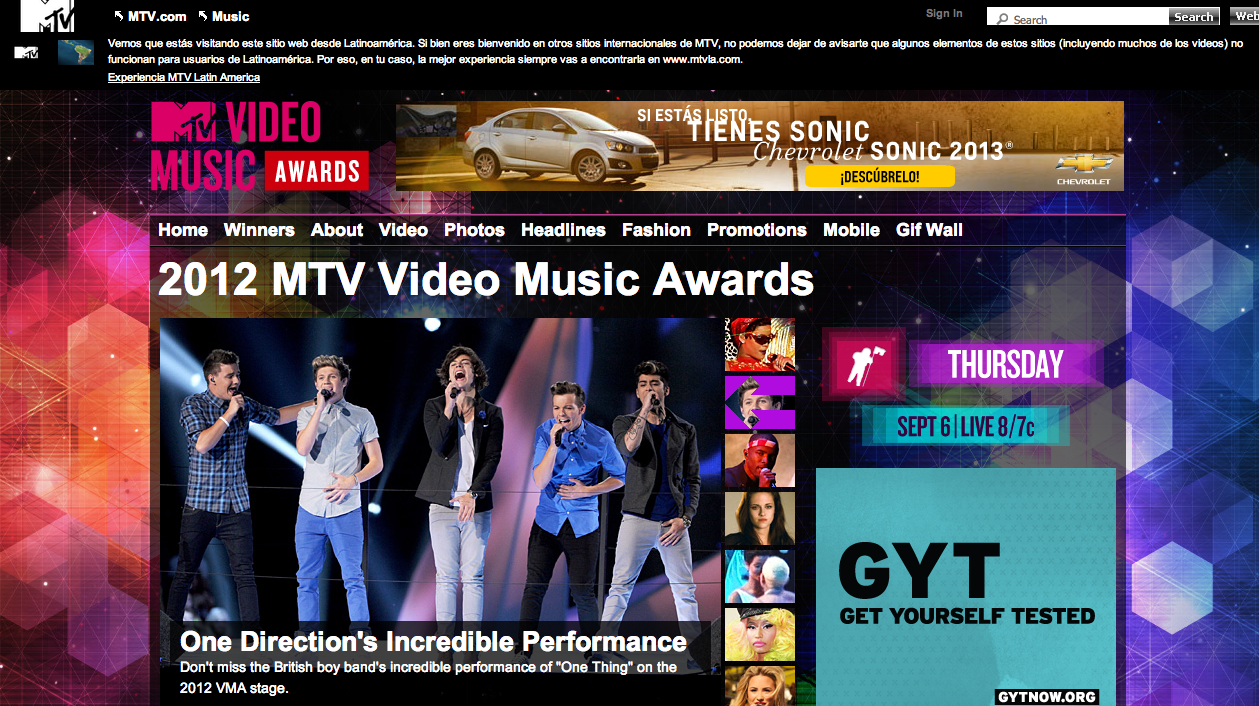 MTV
MTV.com
Music
Sign In
Search
Search
Web
MTV
Vemos que estás visitando este sitio web desde Latinoamérica. Si bien eres bienvenido en otros sitios internacionales de MTV, no podemos dejar de avisarte que algunos elementos de estos sitios (incluyendo muchos de los videos) no
funcionan para usuarios de Latinoamérica. Por eso, en tu caso, la mejor experiencia siempre vas a encontrarla en www.mtvla.com.
Experiencia MTV Latin America
MTV VIDEO
MUSIC AWARDS
SI ESTÁS LISTO,
TIENES SONIC
Chevrolet SONIC 2013®
¡DESCÚBRELO!
CHEVROLET
Home Winners About Video Photos Headlines Fashion Promotions Mobile Gif Wall
2012 MTV Video Music Awards
THURSDAY
SEPT 6 | LIVE 8/7c
One Direction's Incredible Performance
Don't miss the British boy band's incredible performance of "One Thing" on the
2012 VMA stage.
GYT
GET YOURSELF TESTED
GYTNOW.ORG